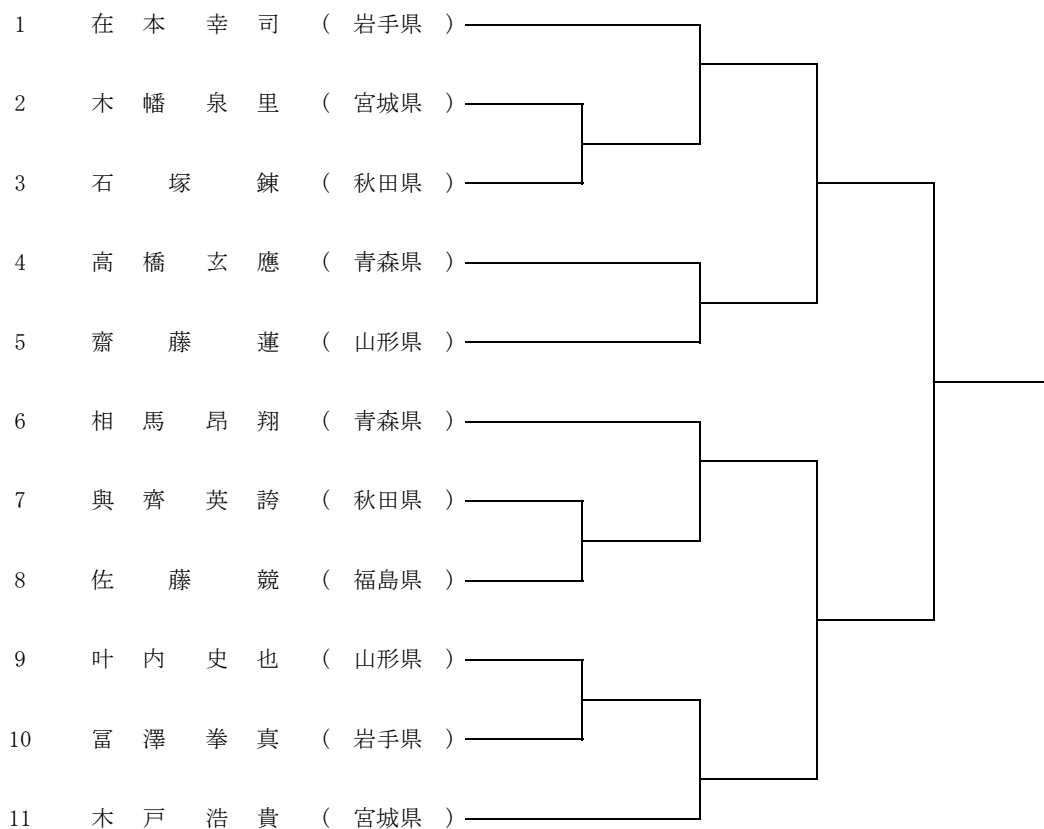 1 在本 幸司 ( 岩手県 )
2 木幡 泉里 ( 宮城県 )
3 石塚 錬 ( 秋田県 )
4 高橋 玄應 ( 青森県 )
5 齋藤 蓮 ( 山形県 )
6 相馬 昂翔 ( 青森県 )
7 與齊 英誇 ( 秋田県 )
8 佐藤 競 ( 福島県 )
9 叶内 史也 ( 山形県 )
10 冨澤 拳真 ( 岩手県 )
11 木戸 浩貴 ( 宮城県 )